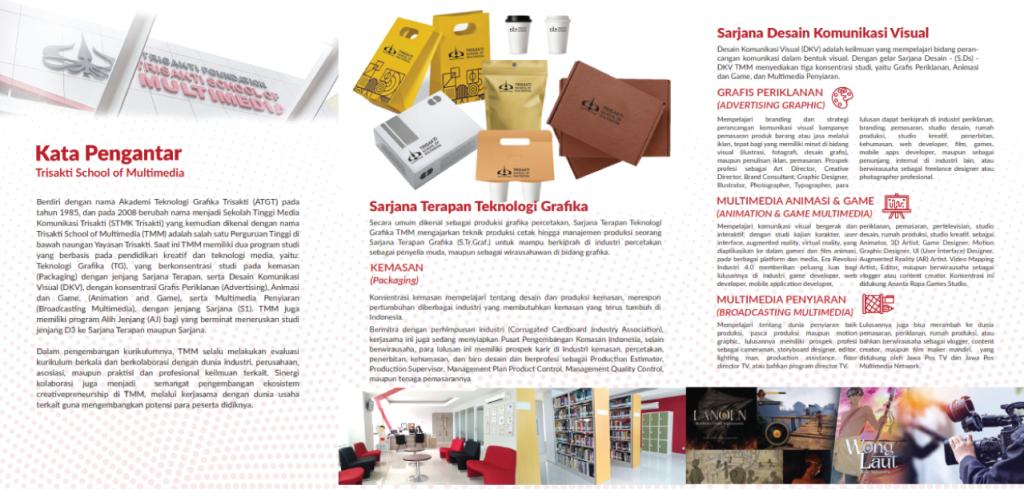 TRISAKTI FOUNDATION
TRISAKTI SCHOOL OF
MULTIMEDIA
Kata Pengantar
Trisakti School of Multimedia
Berdiri dengan nama Akademi Teknologi Grafika Trisakti (ATGT) pada
tahun 1985, dan pada 2008 berubah nama menjadi Sekolah Tinggi Media
Komunikasi Trisakti (STMK Trisakti) yang kemudian dikenal dengan nama
Trisakti School of Multimedia (TMM) adalah salah satu Perguruan Tinggi di
bawah naungan Yayasan Trisakti. Saat ini TMM memiliki dua program studi
yang berbasis pada pendidikan kreatif dan teknologi media, yaitu:
Teknologi Grafika (TG), yang berkonsentrasi studi pada kemasan
(Packaging) dengan jenjang Sarjana Terapan, serta Desain Komunikasi
Visual (DKV), dengan konsentrasi Grafis Periklanan (Advertising), Animasi
dan Game, (Animation and Game), serta Multimedia Penyiaran
(Broadcasting Multimedia), dengan jenjang Sarjana (S1). TMM juga
memiliki program Alih Jenjang (AJ) bagi yang berminat meneruskan studi
jenjang D3 ke Sarjana Terapan maupun Sarjana.
Dalam pengembangan kurikulumnya, TMM selalu melakukan evaluasi
kurikulum berkala dan berkolaborasi dengan dunia industri, perusahaan,
asosiasi, maupun praktisi dan profesional keilmuan terkait. Sinergi
kolaborasi juga menjadi semangat pengembangan ekosistem
creativepreneurship di TMM, melalui kerjasama dengan dunia usaha
terkait guna mengembangkan potensi para peserta didiknya.
TRISAKTI
TRISAKTI
TRISAKTI
TRISAKTI
TRISAKTI
TRISAKTI
Sarjana Terapan Teknologi Grafika
Secara umum dikenal sebagai produksi grafika percetakan, Sarjana Terapan Teknologi
Grafika TMM mengajarkan teknik produksi cetak hingga manajemen produksi seorang
Sarjana Terapan Grafika (S.Tr.Graf.) untuk mampu berkiprah di industri percetakan
sebagai penyelia muda, maupun sebagai wirausahawan di bidang grafika.
KEMASAN
(Packaging)
Konsentrasi kemasan mempelajari tentang desain dan produksi kemasan, merespon
pertumbuhan diberbagai industri yang membutuhkan kemasan yang terus tumbuh di
Indonesia.
Bermitra dengan perhimpunan industri (Corrugated Cardboard Industry Association),
kerjasama ini juga sedang menyiapkan Pusat Pengembangan Kemasan Indonesia, selain
berwirausaha, para lulusan ini memiliki prospek karir di industri kemasan, percetakan,
penerbitan, kehumasan, dan biro desain dan berprofesi sebagai Production Estimator,
Production Supervisor, Management Plan Product Control, Management Quality Control,
maupun tenaga pemasarannya
Sarjana Desain Komunikasi Visual
Desain Komunikasi Visual (DKV) adalah keilmuan yang mempelajari bidang peran-
cangan komunikasi dalam bentuk visual. Dengan gelar Sarjana Desain - (S.Ds) -
DKV TMM menyediakan tiga konsentrasi studi, yaitu Grafis Periklanan, Animasi
dan Game, dan Multimedia Penyiaran.
GRAFIS PERIKLANAN
(ADVERTISING GRAPHIC)
Mempelajari branding dan strategi
perancangan komunikasi visual kampanye
pemasaran produk barang atau jasa melalui
iklan, tepat bagi yang memiliki minat di bidang
visual (ilustrasi, fotografi, desain grafis),
maupun penulisan iklan, pemasaran. Prospek
profesi sebagai Art Director, Creative
Director, Brand Consultant, Graphic Designer,
Illustrator, Photographer, Typographer, para
lulusan dapat berkiprah di industri periklanan,
branding, pemasaran, studio desain, rumah
produksi, studio kreatif, penerbitan,
kehumasan, web developer, film, games,
mobile apps developer, maupun sebagai
penunjang internal di industri lain, atau
berwirausaha sebagai freelance designer atau
photographer profesional.
MULTIMEDIA ANIMASI & GAME
(ANIMATION & GAME MULTIMEDIA)
Mempelajari komunikasi visual bergerak dan
interaktif, dengan studi kajian karakter, user
interface, augmented reality, virtual reality, yang
diaplikasikan ke dalam games dan film animasi,
pada berbagai platform dan media, Era Revolusi
Industri 4.0 memberikan peluang luas bagi
lulusannya di industri game developer, web
developer, mobile application developer,
periklanan, pemasaran, pertelevisian, studio
desain, rumah produksi, studio kreatif. sebagai
Animator, 3D Artist, Game Designer, Motion
Graphic Designer, UI (User Interface) Designer,
Augmented Reality (AR) Artist, Video Mapping
Artist, Editor, maupun berwirausaha sebagai
vlogger atau content creator. Konsentrasi ini
didukung Ananta Rupa Games Studio.
MULTIMEDIA PENYIARAN
(BROADCASTING MULTIMEDIA)
Mempelajari tentang dunia penyiaran baik
produksi, pasca produksi maupun motion
graphic, lulusannya memiliki prospek profesi
sebagai cameraman, storyboard designer, editor,
lighting man, production assistance, floor
director TV, atau bahkan program director TV.
Lulusannya juga bisa merambah ke dunia
pemasaran, periklanan, rumah produksi, atau
bahkan berwirausaha sebagai vlogger, content
creator, maupun film maker mandiri. yang
didukung oleh Jawa Pos TV dan Jawa Pos
Multimedia Network.
Wong
Laut